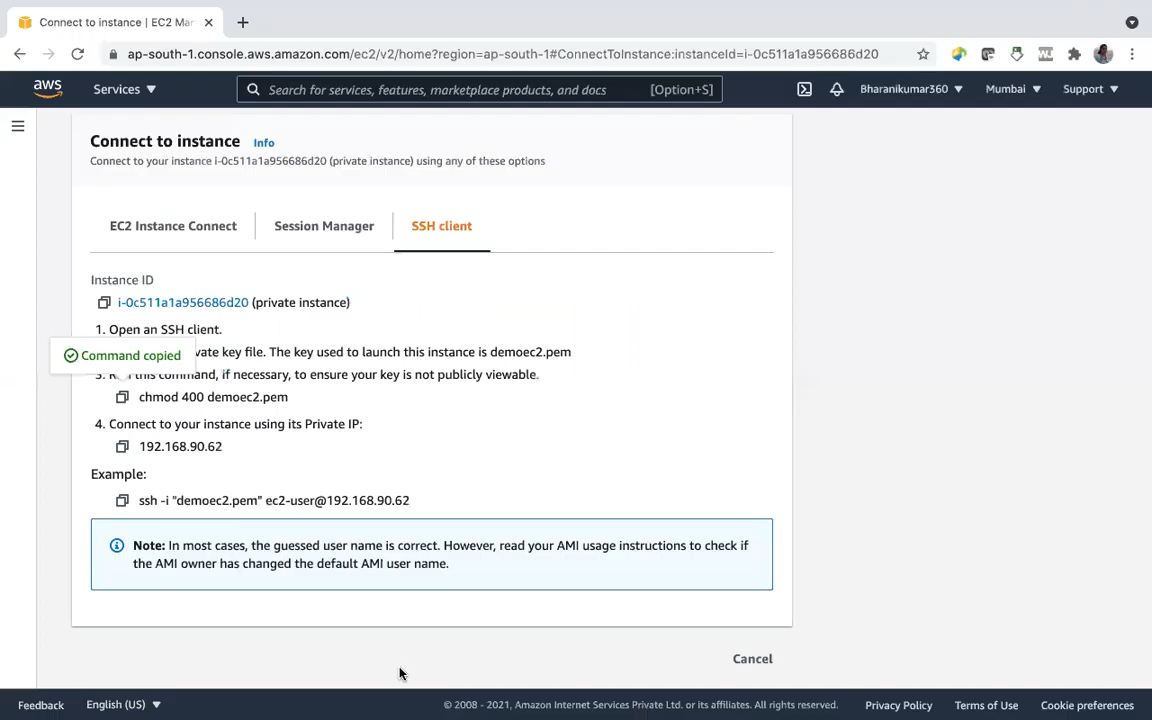 Connect to instance | EC2 Mar
ap-south-1.console.aws.amazon.com/ec2/v2/home?region=ap-south-1#ConnectToInstance:instanceId=i-0c511a1a956686d20
aws
Services
Search for services, features, marketplace products, and docs
[Option+S]
Bharanikumar360
Mumbai
Support
Connect to instance
Info
Connect to your instance i-0c511a1a956686d20 (private instance) using any of these options
EC2 Instance Connect
Session Manager
SSH client
Instance ID
i-0c511a1a956686d20 (private instance)
1. Open an SSH client.
vate key file. The key used to launch this instance is demoec2.pem
Command copied
this command, if necessary, to ensure your key is not publicly viewable.
chmod 400 demoec2.pem
4. Connect to your instance using its Private IP:
192.168.90.62
Example:
ssh -i "demoec2.pem" ec2-user@192.168.90.62
Note: In most cases, the guessed user name is correct. However, read your AMI usage instructions to check if
the AMI owner has changed the default AMI user name.
Cancel
Feedback
English (US)
© 2008 - 2021, Amazon Internet Services Private Ltd. or its affiliates. All rights reserved.
Privacy Policy
Terms of Use
Cookie preferences